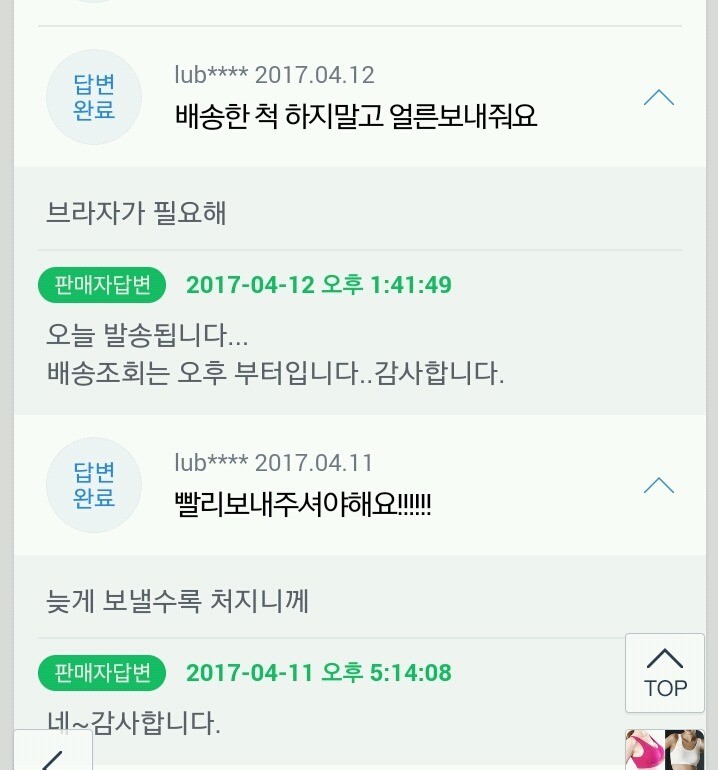 답변
완료
lub**** 2017.04.12
배송한 척 하지말고 얼른보내줘요
브라자가 필요해
판매자답변 2017-04-12 오후 1:41:49
오늘 발송됩니다...
배송조회는 오후 부터입니다..감사합니다.
답변
완료
lub**** 2017.04.11
빨리보내주셔야해요!!!!!!
늦게 보낼수록 처지니께
판매자답변 2017-04-11 오후 5:14:08
네~감사합니다.
TOP